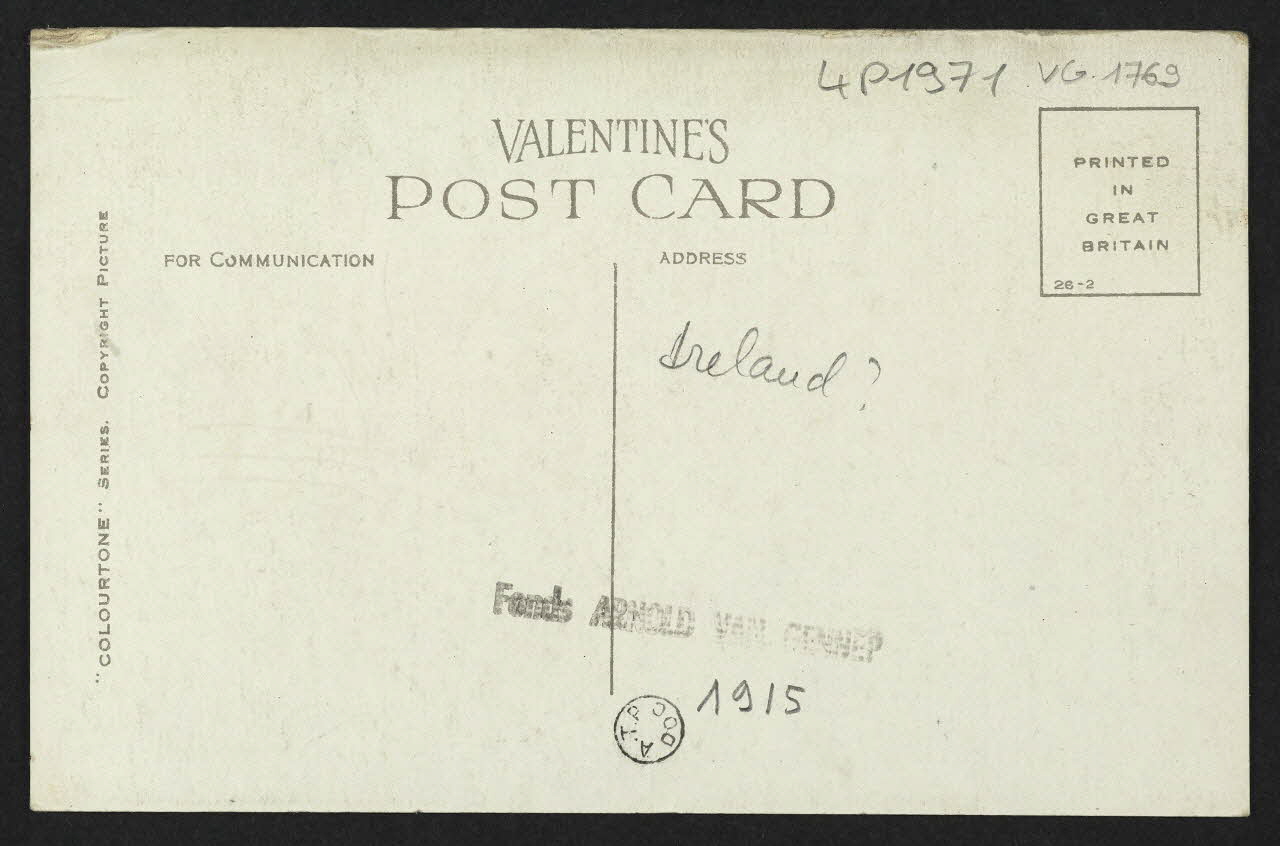 4P1971 VG.1769
VALENTINE'S
POST CARD
PRINTED
IN
GREAT
BRITAIN
26-2
FOR COMMUNICATION
ADDRESS
"COLOURTONE" SERIES. COPYRIGHT PICTURE
Ireland ?
Fonds ARNOLD VAN GENNEP
A.T.P DOC
1915